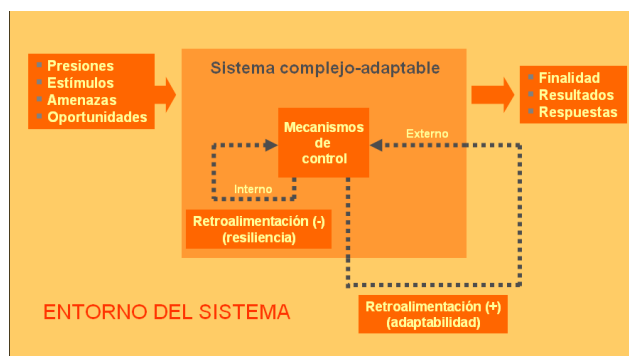 Presiones
Estímulos
Amenazas
Oportunidades
Sistema complejo-adaptable
Finalidad
Resultados
Respuestas
Mecanismos
de
control
Externo
Interno
Retroalimentación (-)
(resiliencia)
Retroalimentación (+)
(adaptabilidad)
ENTORNO DEL SISTEMA